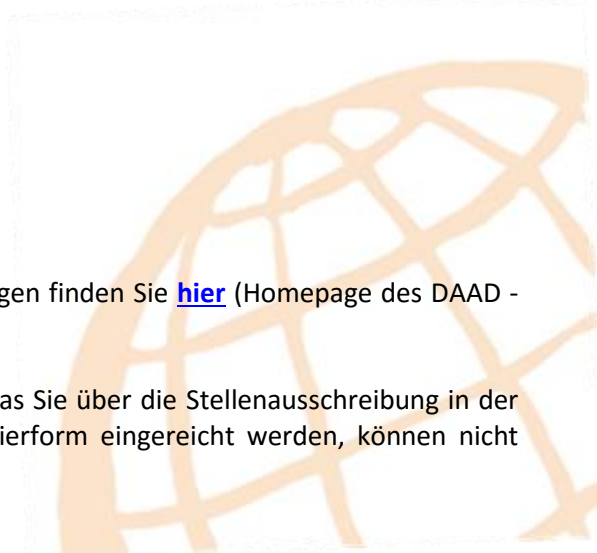 gen finden Sie hier (Homepage des DAAD -
as Sie über die Stellenausschreibung in der
ierform eingereicht werden, können nicht